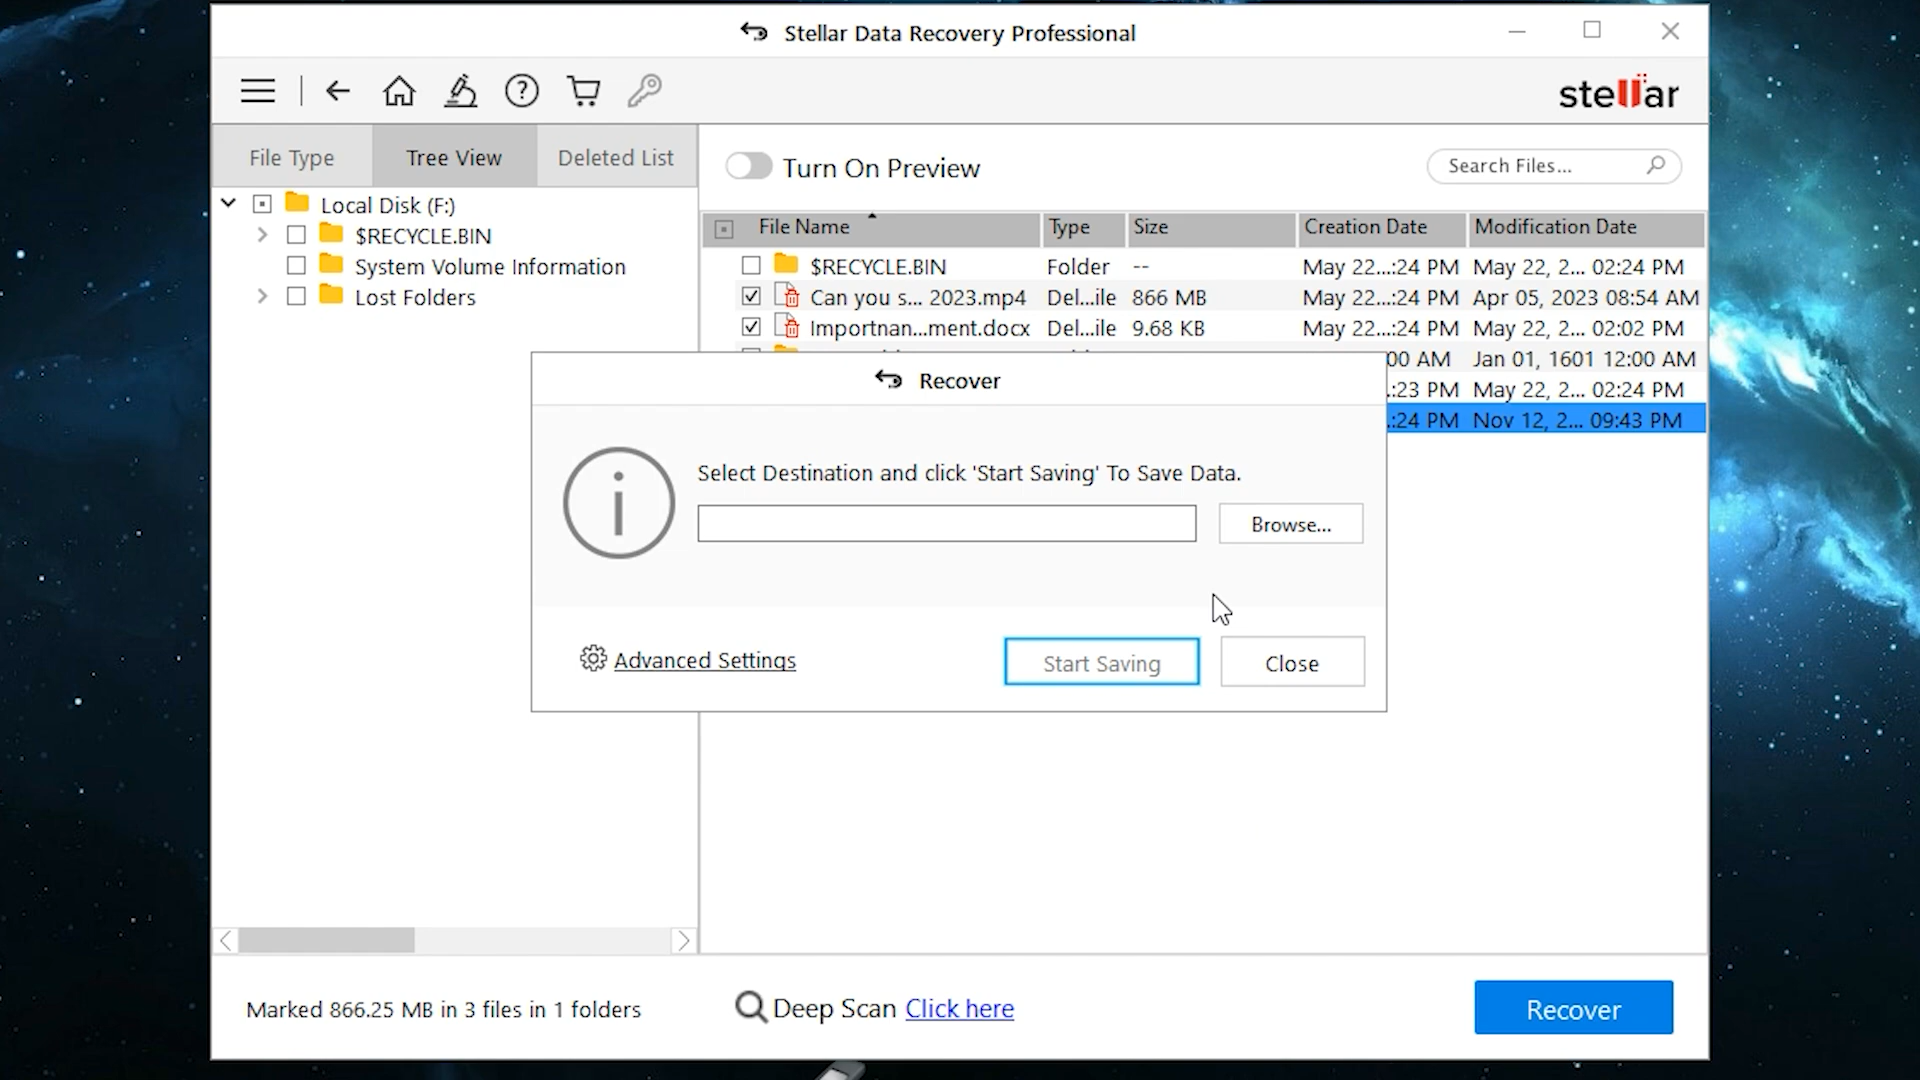 Stellar Data Recovery Professional
stellar
File Type
Tree View
Deleted List
Turn On Preview
Search Files...
Local Disk (F:)
$RECYCLE.BIN
System Volume Information
Lost Folders
File Name Type Size Creation Date Modification Date
$RECYCLE.BIN Folder -- May 22...:24 PM May 22, 2... 02:24 PM
Can you s... 2023.mp4 Del...ile 866 MB May 22...:24 PM Apr 05, 2023 08:54 AM
Importnan...ment.docx Del...ile 9.68 KB May 22...:24 PM May 22, 2... 02:02 PM
:00 AM Jan 01, 1601 12:00 AM
.:23 PM May 22, 2... 02:24 PM
.:24 PM Nov 12, 2... 09:43 PM
Recover
Select Destination and click 'Start Saving' To Save Data.
Browse...
Advanced Settings
Start Saving
Close
Marked 866.25 MB in 3 files in 1 folders
Deep Scan Click here
Recover